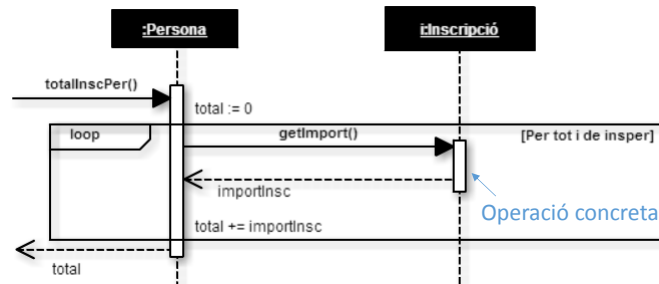 :Persona
i:Inscripció
totalInscPer()
total := 0
loop
getImport()
[Per tot i de insper]
importInsc
Operació concreta
total += importInsc
total